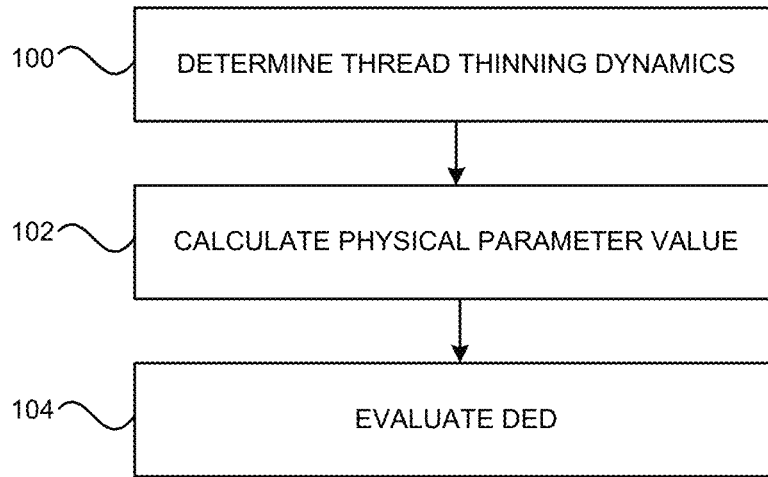 100 DETERMINE THREAD THINNING DYNAMICS
102 CALCULATE PHYSICAL PARAMETER VALUE
104 EVALUATE DED